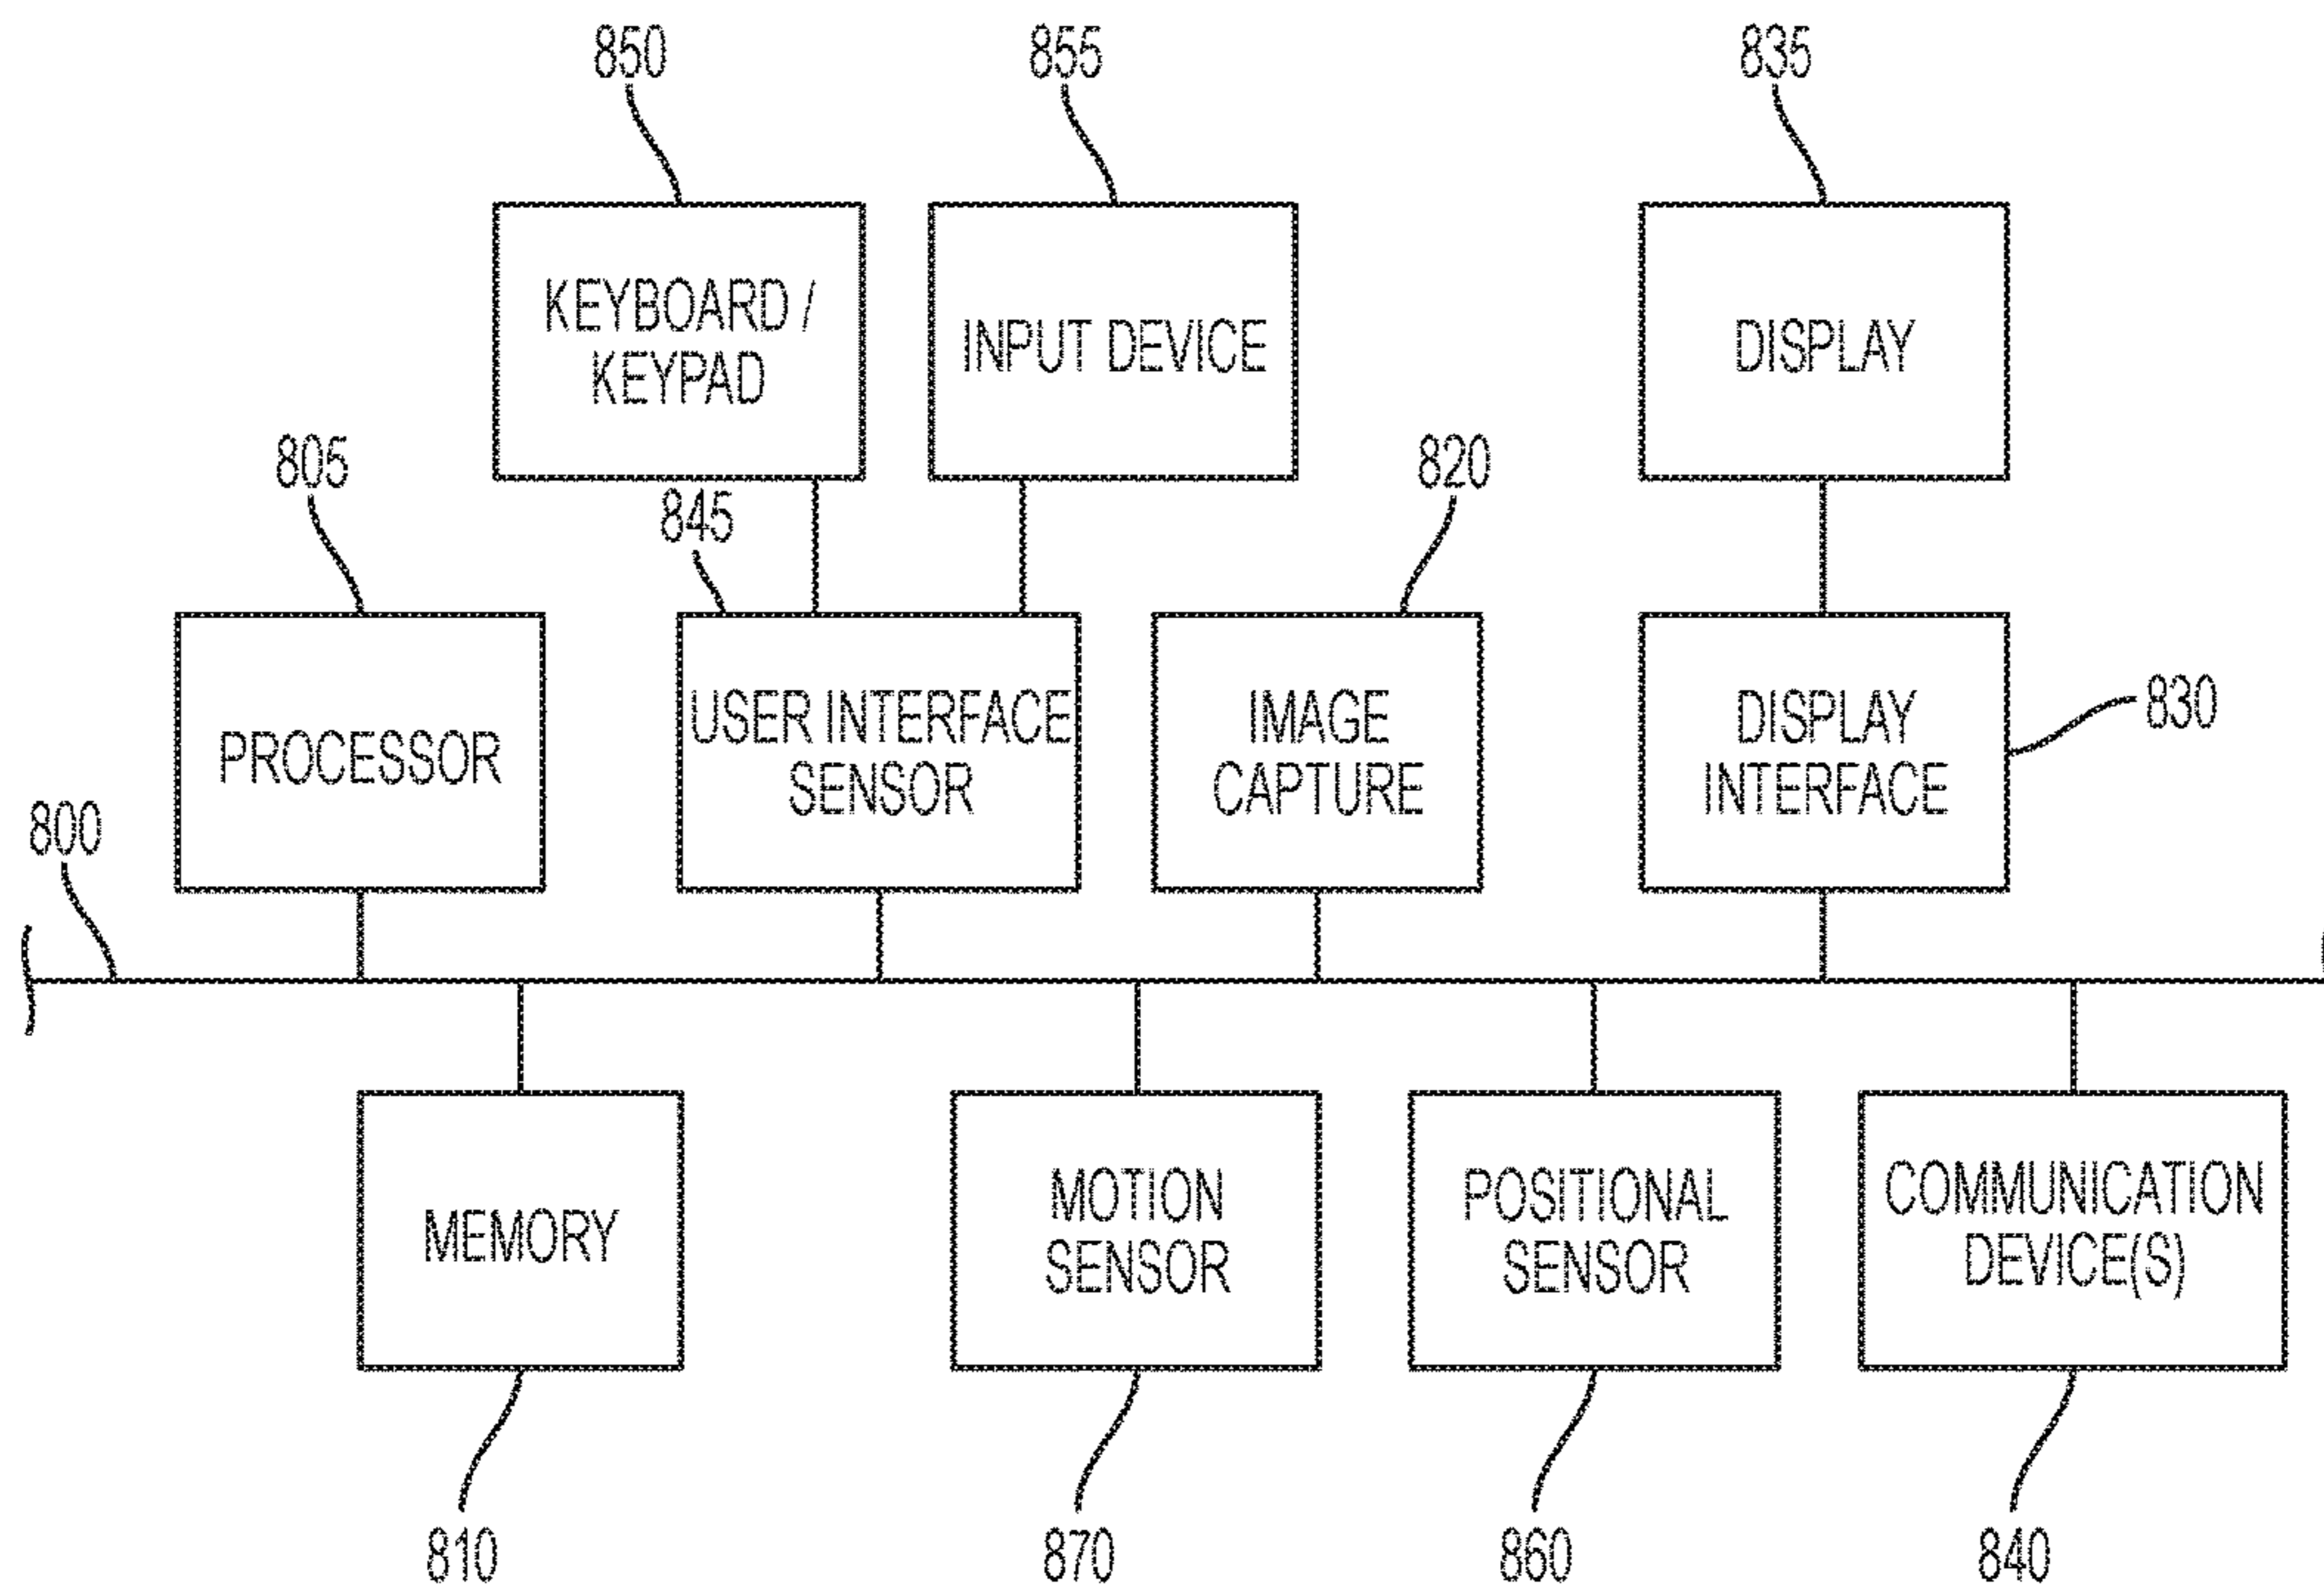 850
855
835
KEYBOARD /
KEYPAD
INPUT DEVICE
DISPLAY
805
845
820
PROCESSOR
USER INTERFACE
SENSOR
IMAGE
CAPTURE
DISPLAY
INTERFACE
830
800
MEMORY
MOTION
SENSOR
POSITIONAL
SENSOR
COMMUNICATION
DEVICE(S)
810
870
860
840